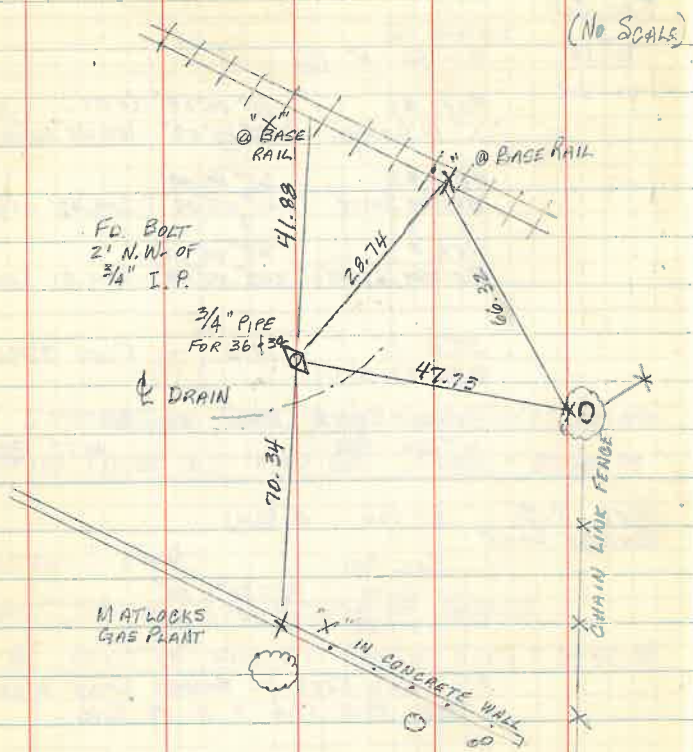 (No SCALE)
"X"
@ BASE
RAIL
"X"
@ BASE RAIL
41.88
28.74
66.32
FD. BOLT
2' N.W. OF
3/4" I.P.
3/4" PIPE
FOR 36
47.73
℄ DRAIN
70.34
CHAIN LINK FENCE
MATLOCKS
GAS PLANT
"X" IN CONCRETE WALL